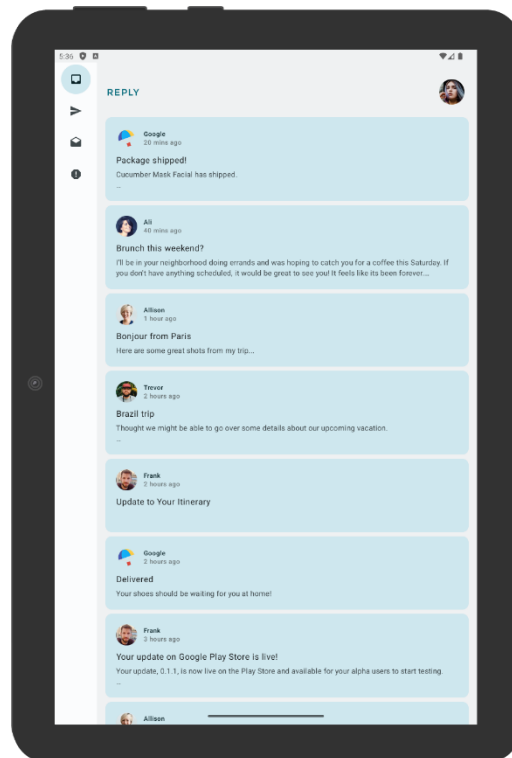 5:36
REPLY
Google
20 mins ago
Package shipped!
Cucumber Mask Facial has shipped.
...
Ali
40 mins ago
Brunch this weekend?
I'll be in your neighborhood doing errands and was hoping to catch you for a coffee this Saturday. If
you don't have anything scheduled, it would be great to see you! It feels like its been forever....
Allison
1 hour ago
Bonjour from Paris
Here are some great shots from my trip...
Trevor
2 hours ago
Brazil trip
Thought we might be able to go over some details about our upcoming vacation.
...
Frank
2 hours ago
Update to Your Itinerary
Google
2 hours ago
Delivered
Your shoes should be waiting for you at home!
Frank
3 hours ago
Your update on Google Play Store is live!
Your update, 0.1.1, is now live on the Play Store and available for your alpha users to start testing.
...
Allison